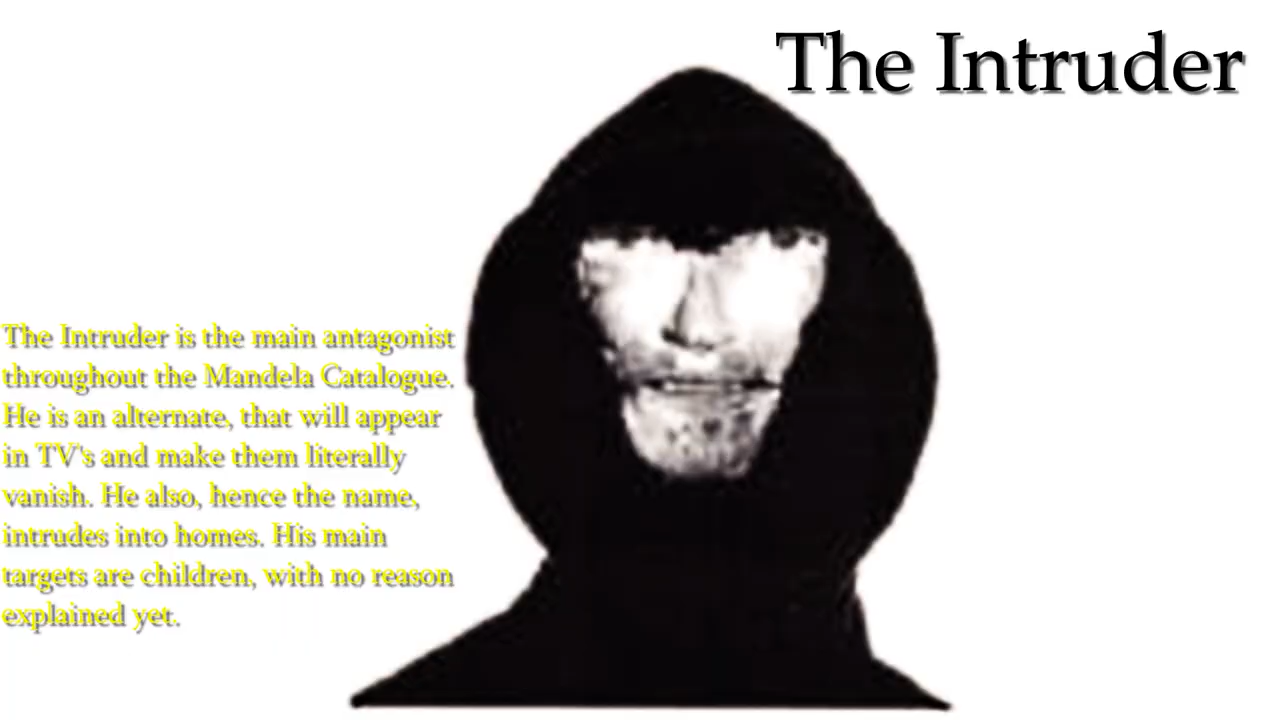 The Intruder
The Intruder is the main antagonist
throughout the Mandela Catalogue.
He is an alternate, that will appear
in TV's and make them literally
vanish. He also, hence the name,
intrudes into homes. His main
targets are children, with no reason
explained yet.